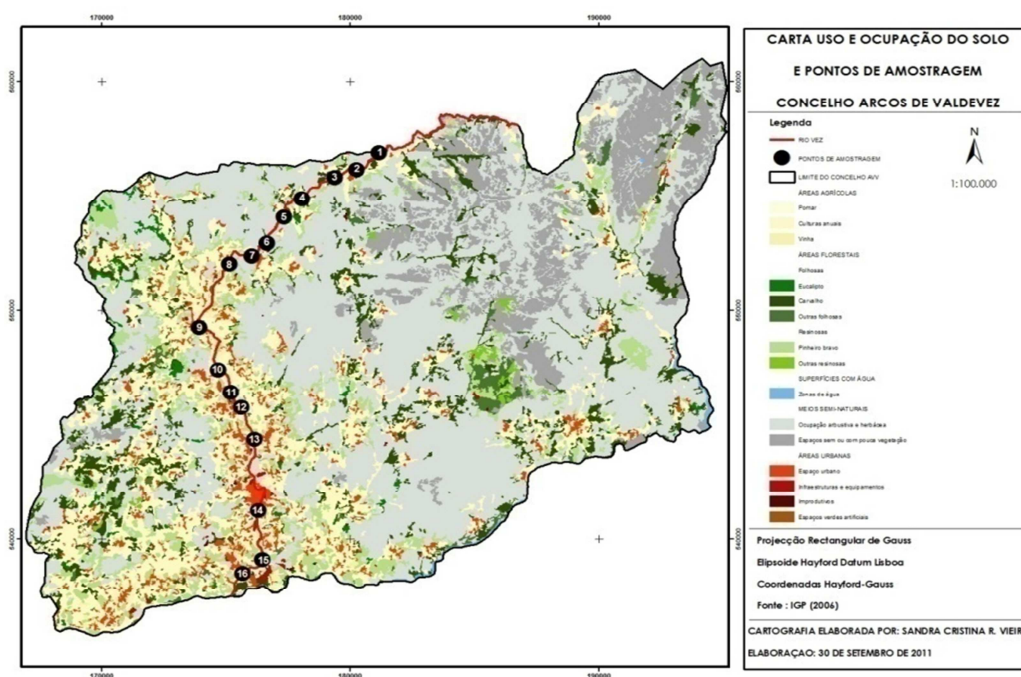 170000 180000 190000
1
2
3
4
5
6
7
8
9
10
11
12
13
14
15
16
170000 180000 190000
CARTA USO E OCUPAÇÃO DO SOLO
E PONTOS DE AMOSTRAGEM
CONCELHO ARCOS DE VALDEVEZ
Legenda
RIO VEZ
PONTOS DE AMOSTRAGEM
LIMITE DO CONCELHO AVV
ÁREAS AGRÍCOLAS
Pomar
Culturas anuais
Vinha
ÁREAS FLORESTAIS
Folhosas
Eucalipto
Carvalho
Outras folhosas
Resinosas
Pinheiro bravo
Outras resinosas
SUPERFÍCIES COM ÁGUA
Zonas de água
MEIOS SEMI-NATURAIS
Ocupação arbustiva e herbácea
Espaços sem ou com pouca vegetação
ÁREAS URBANAS
Espaço urbano
Infraestruturas e equipamentos
Improdutivos
Espaços verdes artificiais
N
1:100.000
Projecção Rectangular de Gauss
Elipsoide Hayford Datum Lisboa
Coordenadas Hayford-Gauss
Fonte : IGP (2006)
CARTOGRAFIA ELABORADA POR: SANDRA CRISTINA R. VIEIR
ELABORAÇAO: 30 DE SETEMBRO DE 2011